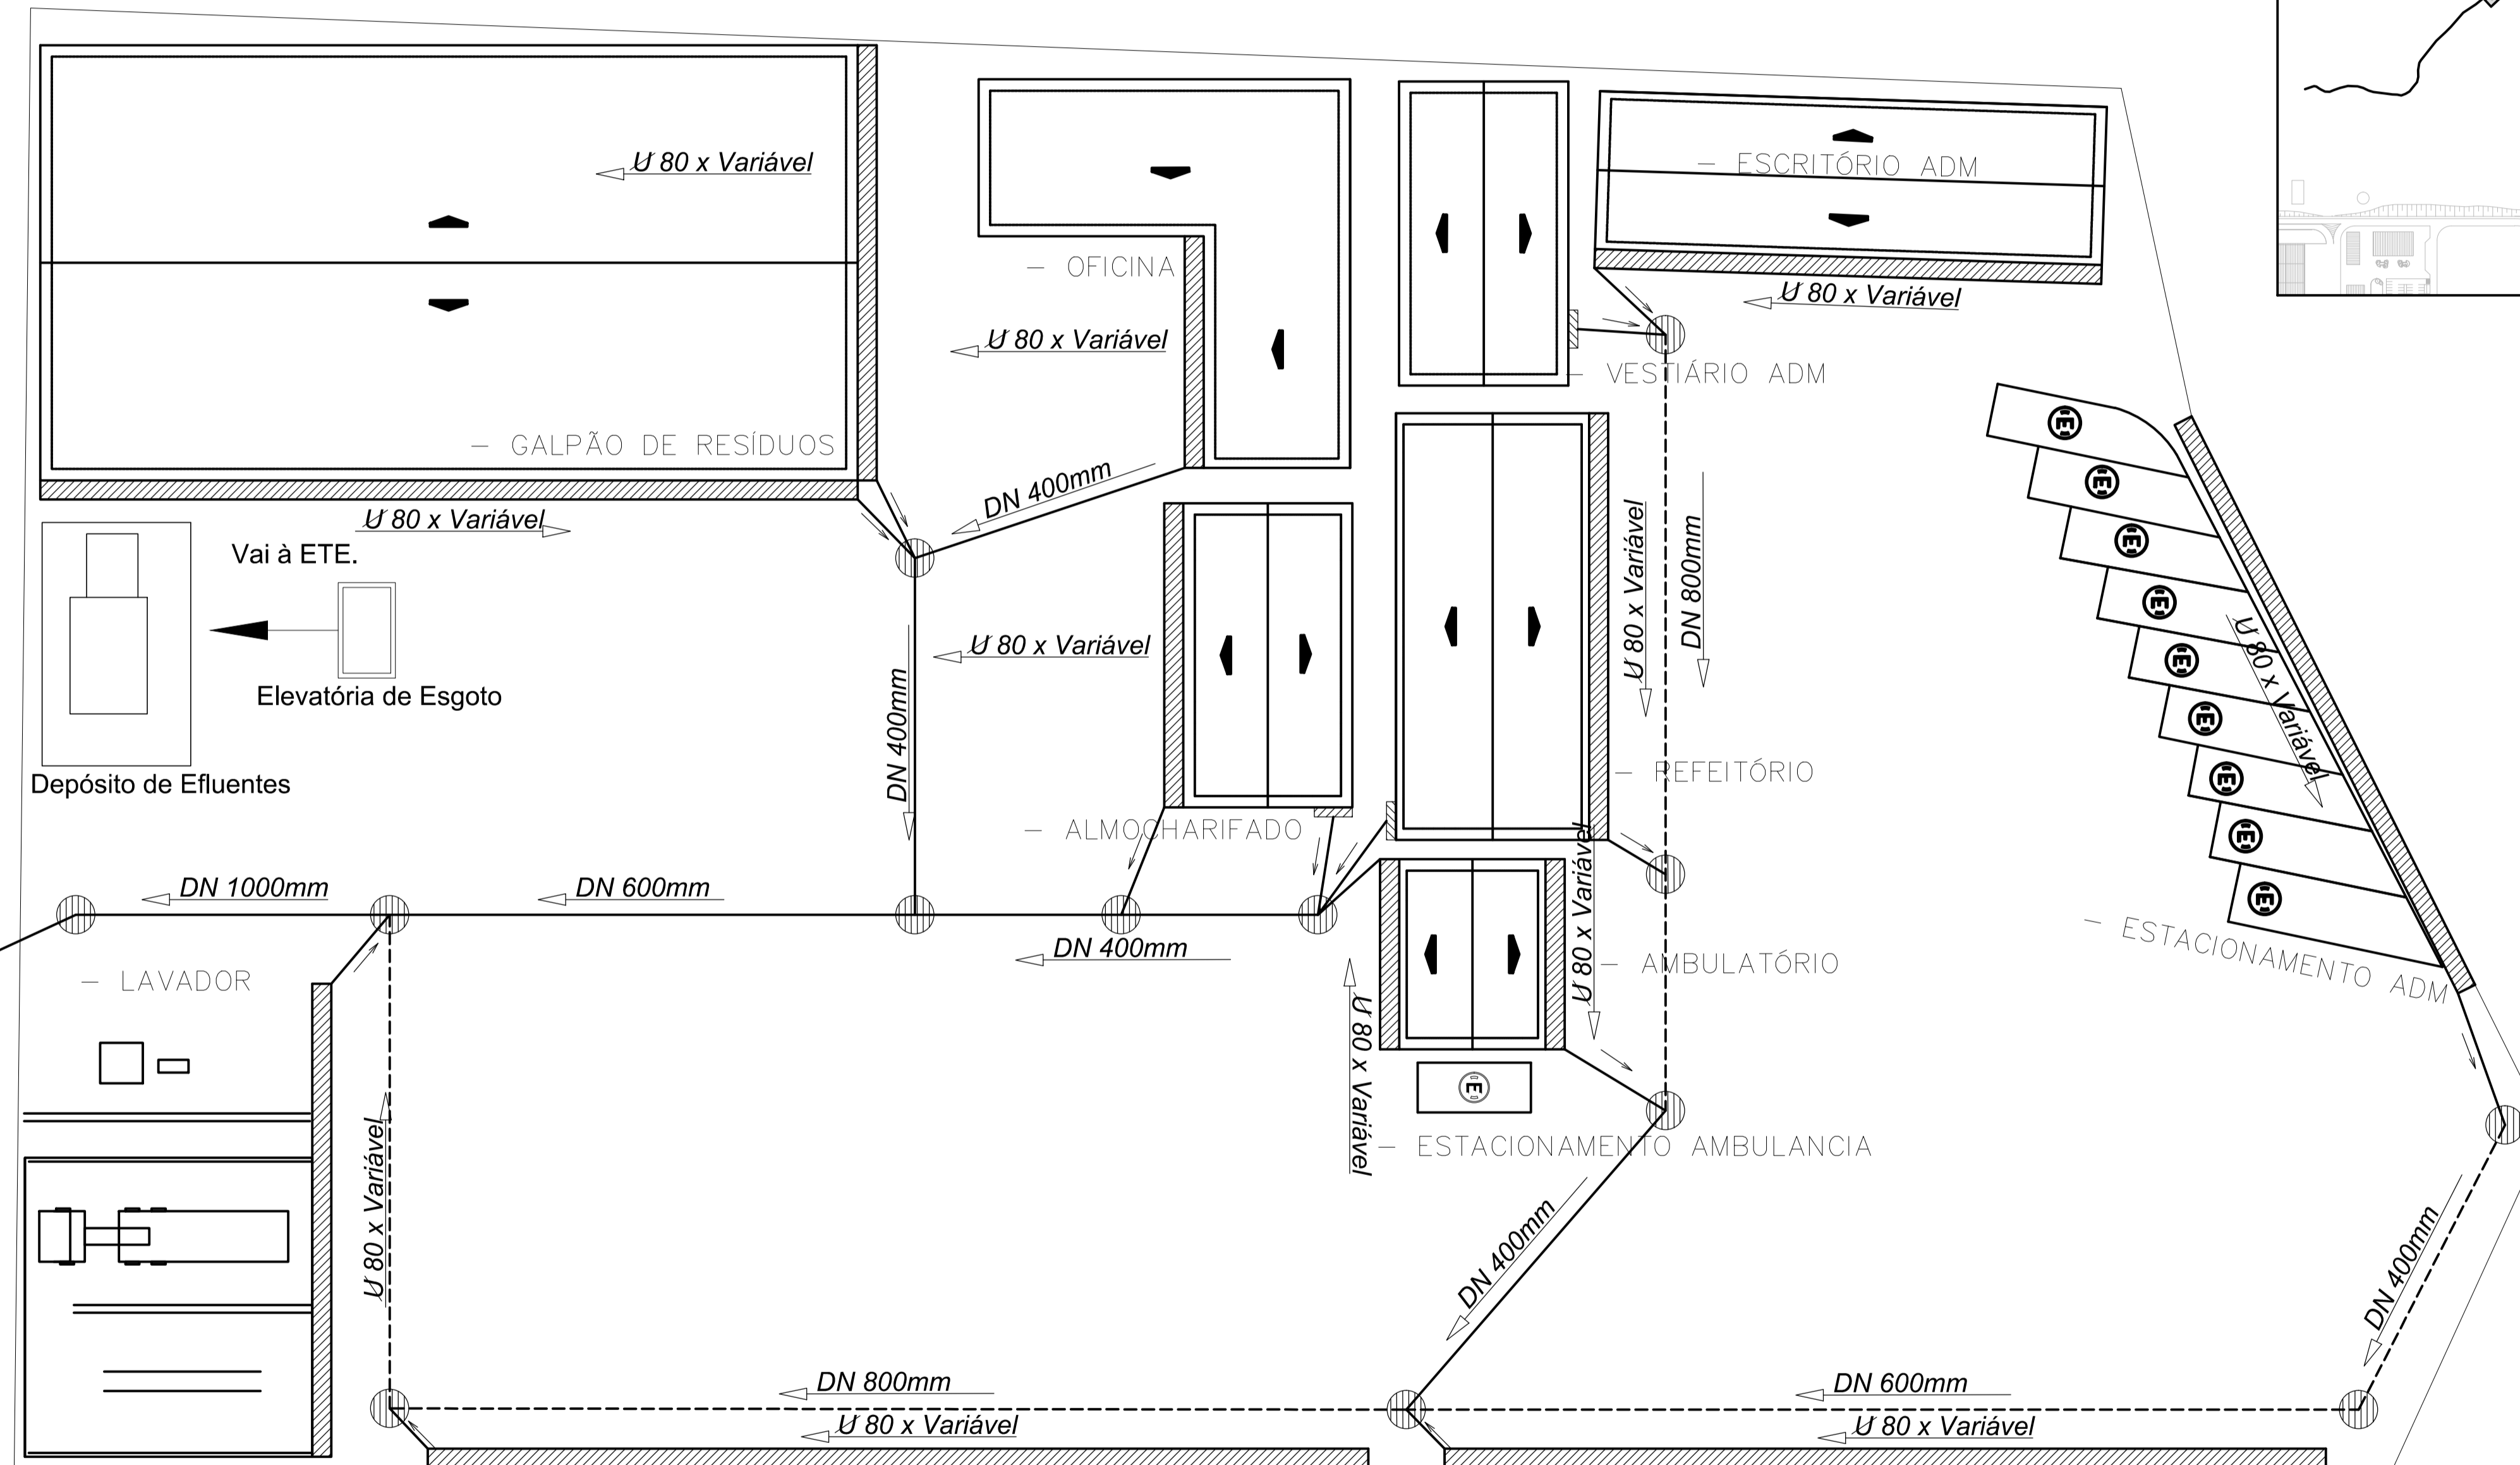 U 80 x Variável
— ESCRITÓRIO ADM
— OFICINA
U 80 x Variável
U 80 x Variável
— VESTIÁRIO ADM
— GALPÃO DE RESÍDUOS
DN 400mm
U 80 x Variável
Vai à ETE.
U 80 x Variável
DN 800mm
E
E
E
E
E
E
E
E
E
U 80 x Variável
U 80 x Variável
Elevatória de Esgoto
DN 400mm
Depósito de Efluentes
— REFEITÓRIO
— ALMOCHARIFADO
DN 1000mm
DN 600mm
U 80 x Variável
DN 400mm
— AMBULATÓRIO
— ESTACIONAMENTO ADM
— LAVADOR
U 80 x Variável
E
— ESTACIONAMENTO AMBULANCIA
U 80 x Variável
DN 400mm
DN 400mm
DN 800mm
DN 600mm
U 80 x Variável
U 80 x Variável